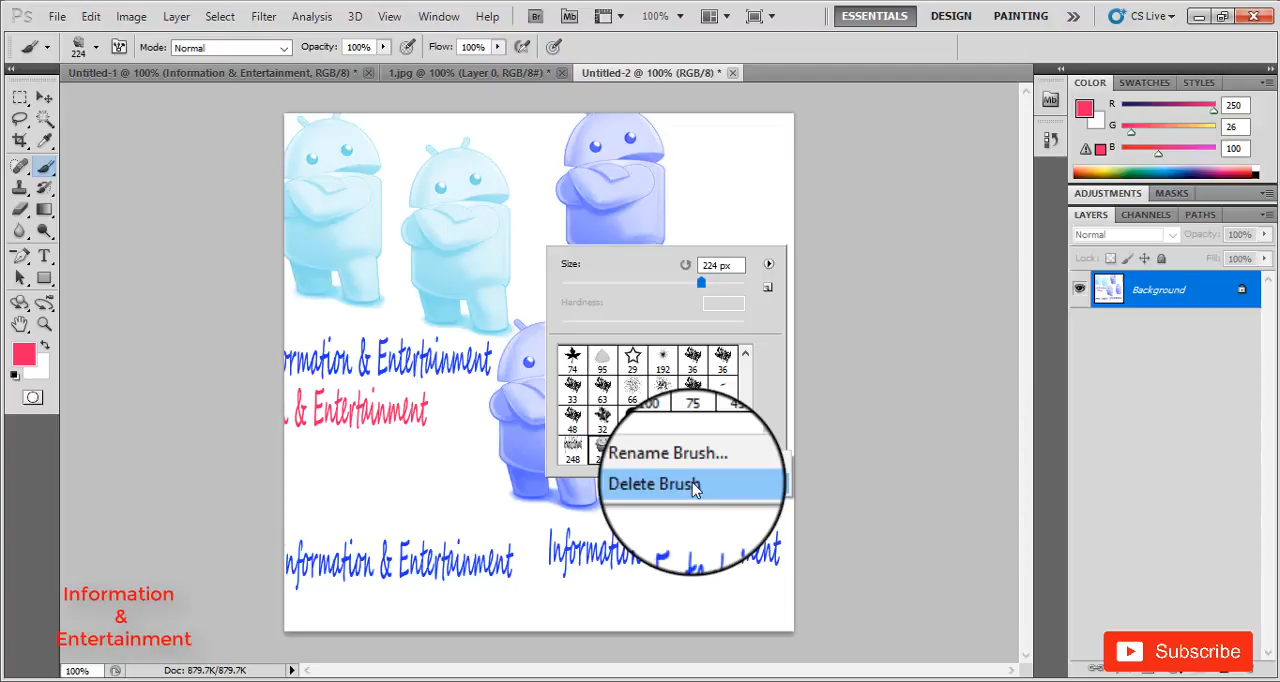 Ps File Edit Image Layer Select Filter Analysis 3D View Window Help Br Mb 100% ESSENTIALS DESIGN PAINTING CS Live
224 Mode: Normal Opacity: 100% Flow: 100%
Untitled-1 @ 100% (Information & Entertainment, RGB/8) * 1.jpg @ 100% (Layer 0, RGB/8#) * Untitled-2 @ 100% (RGB/8) *
COLOR SWATCHES STYLES
Mb
R 250
G 26
B 100
ADJUSTMENTS MASKS
LAYERS CHANNELS PATHS
Normal Opacity: 100%
Lock: Fill: 100%
Background
Size: 224 px
Hardness:
74 95 29 192 36 36
33 63 66
100 75
48 32
248
Rename Brush...
Delete Brush
ormation & Entertainment
& Entertainment
nformation & Entertainment
Information
Information
&
Entertainment
Subscribe
100% Doc: 879.7K/879.7K